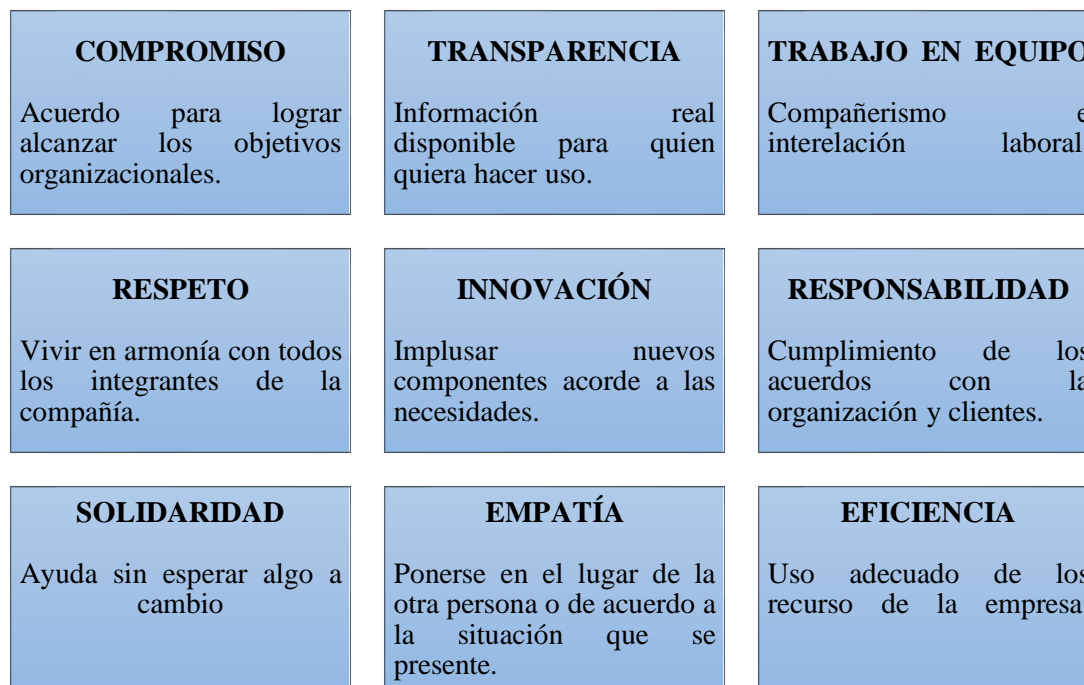 COMPROMISO
Acuerdo para lograr
alcanzar los objetivos
organizacionales.
TRANSPARENCIA
Información real
disponible para quien
quiera hacer uso.
TRABAJO EN EQUIPO
Compañerismo e
interelación laboral
RESPETO
Vivir en armonía con todos
los integrantes de la
compañía.
INNOVACIÓN
Implusar nuevos
componentes acorde a las
necesidades.
RESPONSABILIDAD
Cumplimiento de los
acuerdos con la
organización y clientes.
SOLIDARIDAD
Ayuda sin esperar algo a
cambio
EMPATÍA
Ponerse en el lugar de la
otra persona o de acuerdo a
la situación que se
presente.
EFICIENCIA
Uso adecuado de los
recurso de la empresa